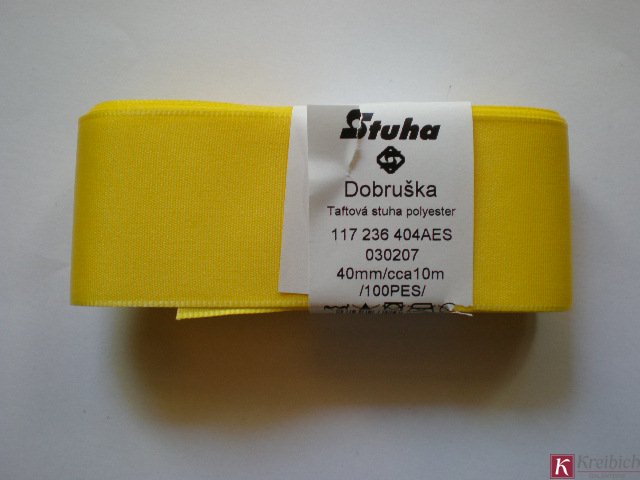 Stuha
Dobruška
Taftová stuha polyester
117 236 404AES
030207
40mm/cca10m
/100PES/
K Kreibich